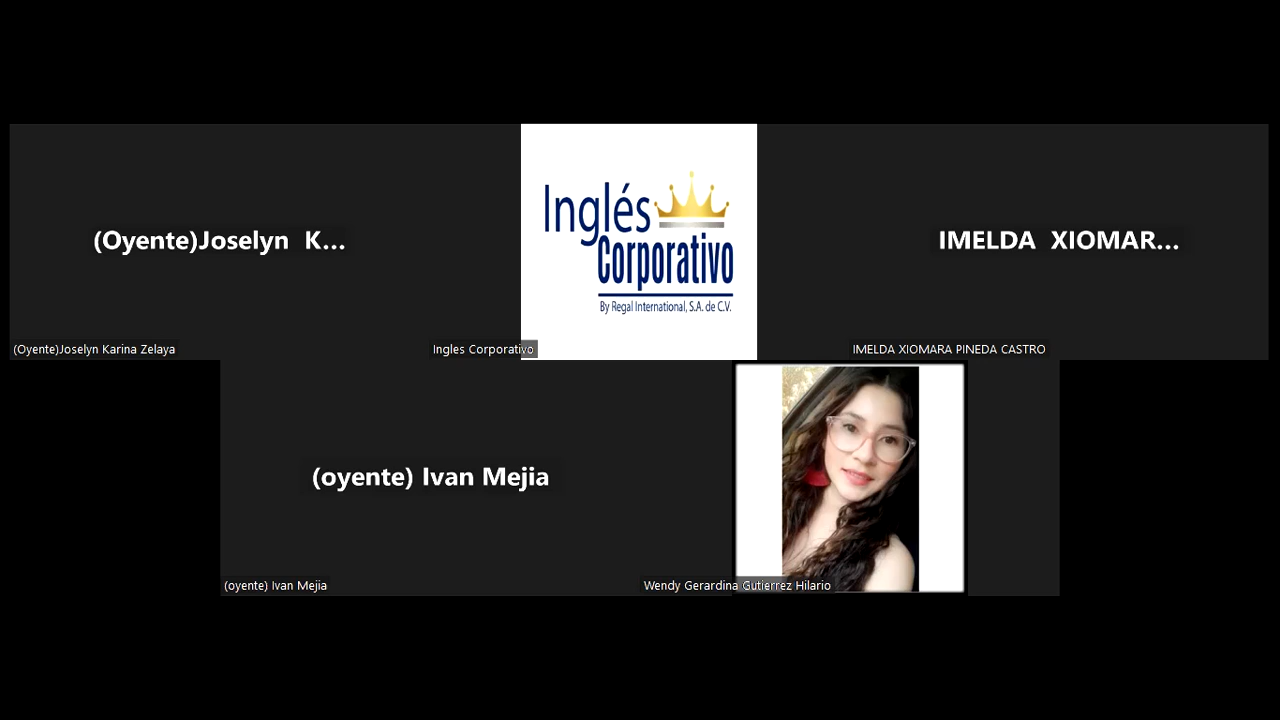 (Oyente)Joselyn K...
Inglés
Corporativo
By Regal International, S.A. de C.V.
IMELDA XIOMAR...
(Oyente)Joselyn Karina Zelaya
Ingles Corporativo
IMELDA XIOMARA PINEDA CASTRO
(oyente) Ivan Mejia
(oyente) Ivan Mejia
Wendy Gerardina Gutierrez Hilario